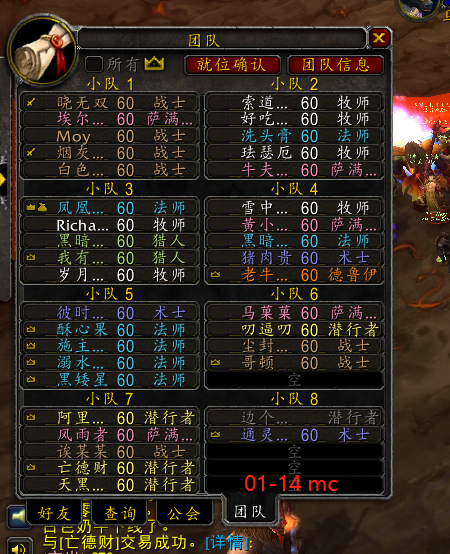 团队
所有
就位确认
团队信息
小队 1
晓无双 60 战士
埃尔... 60 萨满...
Moy 60 战士
烟灰... 60 战士
白色... 60 战士
小队 2
索道... 60 牧师
好吃... 60 牧师
洗头膏 60 法师
珐瑟厄 60 牧师
牛夫... 60 萨满...
小队 3
凤凰... 60 法师
Richa... 60 牧师
黑暗... 60 猎人
我有... 60 猎人
岁月... 60 牧师
小队 4
雪中... 60 牧师
黄小... 60 萨满...
黑暗... 60 法师
猪肉贵 60 术士
老牛... 60 德鲁伊
小队 5
彼时... 60 术士
酥心果 60 法师
施主... 60 法师
溺水... 60 法师
黑矮星 60 法师
小队 6
马菜菜 60 萨满...
叨逼叨 60 潜行者
尘封... 60 战士
哥顿 60 战士
空
小队 7
阿里... 60 潜行者
风雨者 60 萨满...
诶某某 60 战士
亡德财 60 潜行者
天黑... 60 潜行者
小队 8
边个... 潜行者
通灵... 60 术士
空
空
空
01-14 mc
好友
查询
公会
团队
与[亡德财]交易成功。[详情]